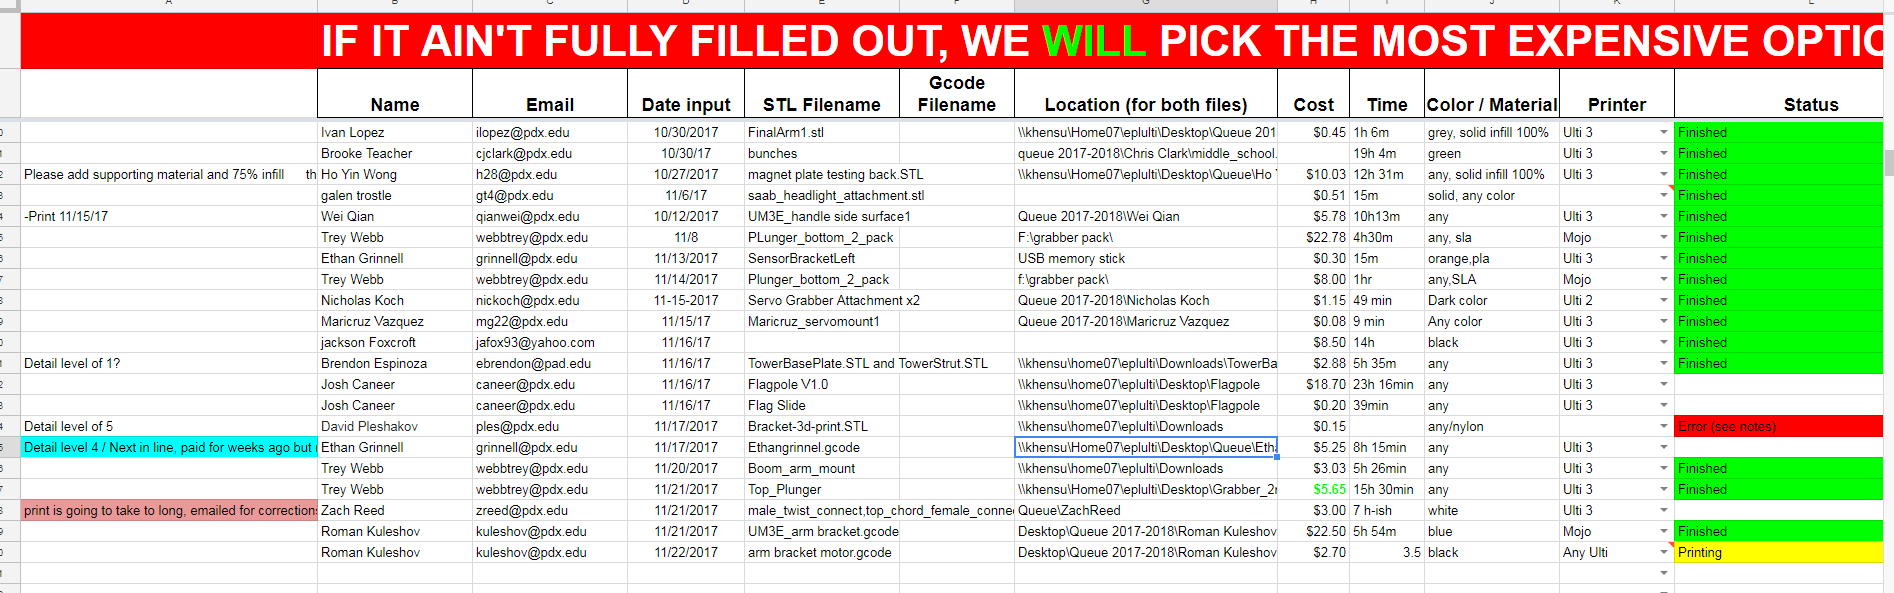 A B C D E F G H I J K L
IF IT AIN'T FULLY FILLED OUT, WE WILL PICK THE MOST EXPENSIVE OPTIO
Name Email Date input STL Filename Gcode Filename Location (for both files) Cost Time Color / Material Printer Status
Ivan Lopez ilopez@pdx.edu 10/30/2017 FinalArm1.stl \\khensu\Home07\eplulti\Desktop\Queue 201 $0.45 1h 6m grey, solid infill 100% Ulti 3 Finished
Brooke Teacher cjclark@pdx.edu 10/30/17 bunches queue 2017-2018\Chris Clark\middle_school. 19h 4m green Ulti 3 Finished
Please add supporting material and 75% infill th Ho Yin Wong h28@pdx.edu 10/27/2017 magnet plate testing back.STL \\khensu\Home07\eplulti\Desktop\Queue\Ho Y $10.03 12h 31m any, solid infill 100% Ulti 3 Finished
galen trostle gt4@pdx.edu 11/6/17 saab_headlight_attachment.stl $0.51 15m solid, any color Finished
-Print 11/15/17 Wei Qian qianwei@pdx.edu 10/12/2017 UM3E_handle side surface1 Queue 2017-2018\Wei Qian $5.78 10h13m any Ulti 3 Finished
Trey Webb webbtrey@pdx.edu 11/8 PLunger_bottom_2_pack F:\grabber pack\ $22.78 4h30m any, sla Mojo Finished
Ethan Grinnell grinnell@pdx.edu 11/13/2017 SensorBracketLeft USB memory stick $0.30 15m orange,pla Ulti 3 Finished
Trey Webb webbtrey@pdx.edu 11/14/2017 Plunger_bottom_2_pack f:\grabber pack\ $8.00 1hr any,SLA Mojo Finished
Nicholas Koch nickoch@pdx.edu 11-15-2017 Servo Grabber Attachment x2 Queue 2017-2018\Nicholas Koch $1.15 49 min Dark color Ulti 2 Finished
Maricruz Vazquez mg22@pdx.edu 11/15/17 Maricruz_servomount1 Queue 2017-2018\Maricruz Vazquez $0.08 9 min Any color Ulti 3 Finished
jackson Foxcroft jafox93@yahoo.com 11/16/17 $8.50 14h black Ulti 3 Finished
Detail level of 1? Brendon Espinoza ebrendon@pad.edu 11/16/17 TowerBasePlate.STL and TowerStrut.STL \\khensu\home07\eplulti\Downloads\TowerBa $2.88 5h 35m any Ulti 3 Finished
Josh Caneer caneer@pdx.edu 11/16/17 Flagpole V1.0 \\khensu\home07\eplulti\Desktop\Flagpole $18.70 23h 16min any Ulti 3
Josh Caneer caneer@pdx.edu 11/16/17 Flag Slide \\khensu\home07\eplulti\Desktop\Flagpole $0.20 39min any Ulti 3
Detail level of 5 David Pleshakov ples@pdx.edu 11/17/2017 Bracket-3d-print.STL \\khensu\home07\eplulti\Downloads $0.15 any/nylon Error (see notes)
Detail level 4 / Next in line, paid for weeks ago but Ethan Grinnell grinnell@pdx.edu 11/17/2017 Ethangrinnel.gcode \\khensu\Home07\eplulti\Desktop\Queue\Eth $5.25 8h 15min any Ulti 3
Trey Webb webbtrey@pdx.edu 11/20/2017 Boom_arm_mount \\khensu\home07\eplulti\Downloads $3.03 5h 26min any Ulti 3 Finished
Trey Webb webbtrey@pdx.edu 11/21/2017 Top_Plunger \\khensu\Home07\eplulti\Desktop\Grabber_2 $5.65 15h 30min any Ulti 3 Finished
print is going to take to long, emailed for corrections Zach Reed zreed@pdx.edu 11/21/2017 male_twist_connect,top_chord_female_conne Queue\ZachReed $3.00 7 h-ish white Ulti 3
Roman Kuleshov kuleshov@pdx.edu 11/21/2017 UM3E_arm bracket.gcode Desktop\Queue 2017-2018\Roman Kuleshov $22.50 5h 54m blue Mojo Finished
Roman Kuleshov kuleshov@pdx.edu 11/22/2017 arm bracket motor.gcode Desktop\Queue 2017-2018\Roman Kuleshov $2.70 3.5 black Any Ulti Printing